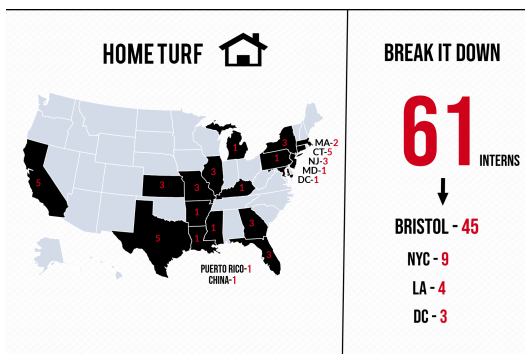 HOME TURF
5
3
3
3
1
1
3
1
1
1
1
5
3
3
MA-2
CT-5
NJ-3
MD-1
DC-1
PUERTO RICO-1
CHINA-1
BREAK IT DOWN
61 INTERNS
BRISTOL - 45
NYC - 9
LA - 4
DC - 3